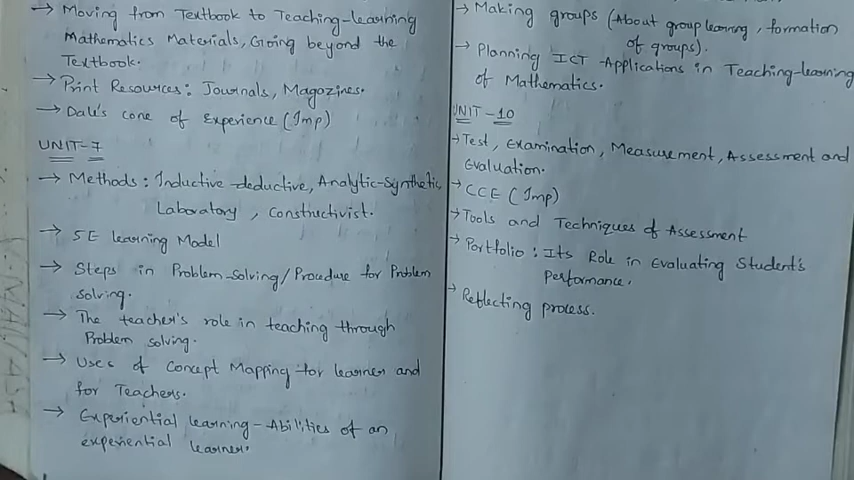 → Moving from Textbook to Teaching-learning
Mathematics Materials, Going beyond the
Textbook.
→ Print Resources: Journals, Magazines.
→ Dale's cone of Experience (Imp)
UNIT-7
→ Methods: Inductive-deductive, Analytic-Synthetic,
Laboratory, Constructivist.
→ 5E learning Model
→ Steps in Problem-Solving/Procedure for Problem
solving.
→ The teacher's role in teaching through
Problem solving.
→ Uses of Concept Mapping for learner and
for Teachers.
→ Experiential learning - Abilities of an
experiential learner.
→ Making groups (About group learning, formation
of groups).
→ Planning ICT-Applications in Teaching-learning
of Mathematics.
UNIT-10
→ Test, Examination, Measurement, Assessment and
Evaluation.
→ CCE (Imp)
→ Tools and Techniques of Assessment
→ Portfolio: Its Role in Evaluating Student's
Performance.
→ Reflecting process.